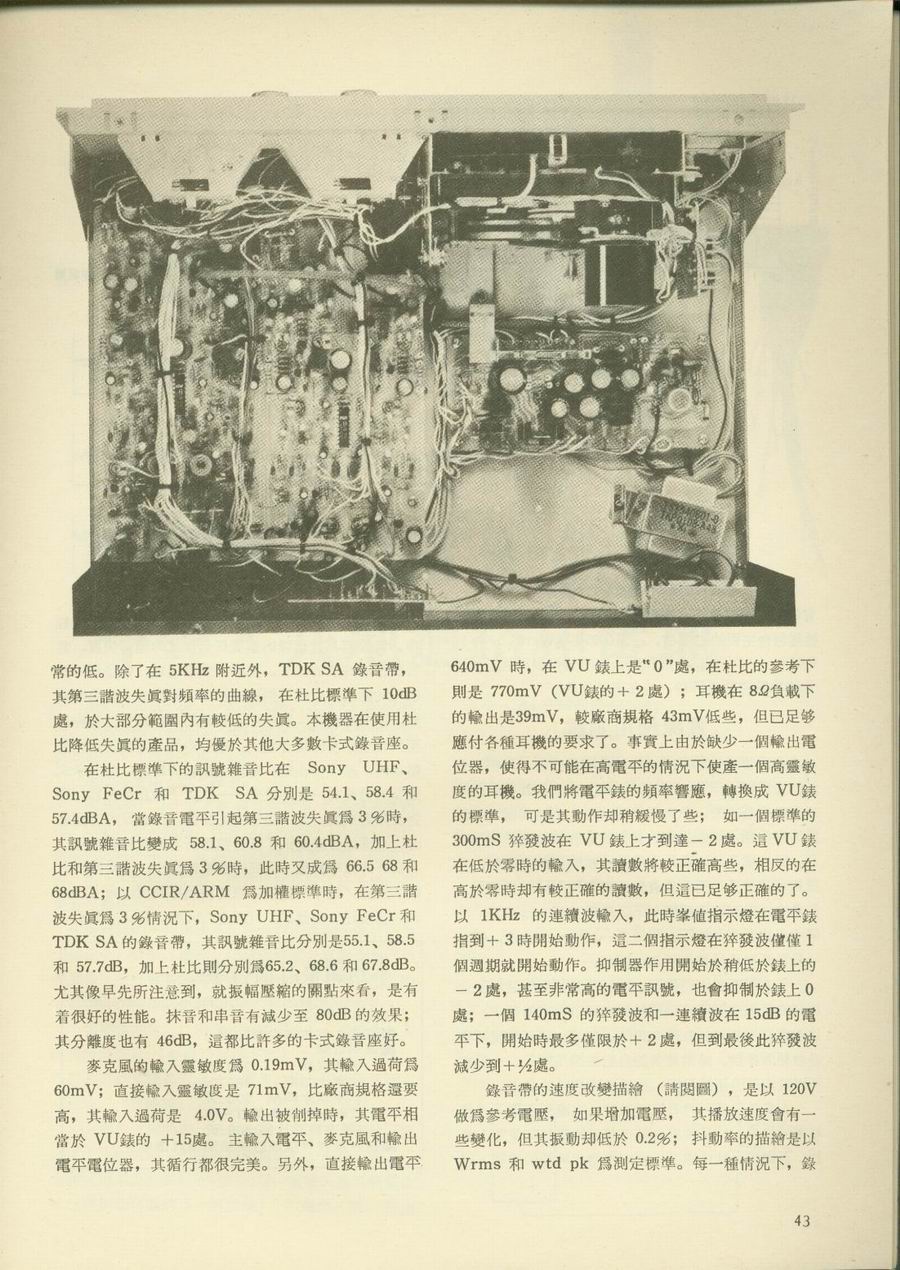 常的低。除了在 5KHz 附近外，TDK SA 錄音帶，
其第三諧波失眞對頻率的曲線， 在杜比標準下 10dB
處，於大部分範圍內有較低的失眞。本機器在使用杜
比降低失眞的產品，均優於其他大多數卡式錄音座。
在杜比標準下的訊號雜音比在 Sony UHF、
Sony FeCr 和 TDK SA 分別是 54.1、58.4 和
57.4dBA， 當錄音電平引起第三諧波失眞爲 3 %時，
其訊號雜音比變成 58.1、60.8 和 60.4dBA，加上杜
比和第三諧波失眞爲 3 %時，此時又成爲 66.5 68 和
68dBA；以 CCIR/ARM 爲加權標準時，在第三諧
波失眞爲 3 %情況下，Sony UHF、Sony FeCr 和
TDK SA 的錄音帶，其訊號雜音比分別是55.1、58.5
和 57.7dB，加上杜比則分別爲65.2、68.6 和 67.8dB。
尤其像早先所注意到，就振幅壓縮的關點來看，是有
着很好的性能。抹音和串音有減少至 80dB 的效果；
其分離度也有 46dB，這都比許多的卡式錄音座好。
麥克風的輸入靈敏度爲 0.19mV，其輸入過荷爲
60mV；直接輸入靈敏度是 71mV，比廠商規格還要
高，其輸入過荷是 4.0V。輸出被削掉時，其電平相
當於 VU錶的 +15處。 主輸入電平、麥克風和輸出
電平電位器，其循行都很完美。另外，直接輸出電平
640mV 時，在 VU 錶上是“ 0 ”處，在杜比的參考下
則是 770mV（VU錶的＋ 2 處）；耳機在 8Ω負載下
的輸出是39mV，較廠商規格 43mV低些，但已足够
應付各種耳機的要求了。事實上由於缺少一個輸出電
位器，使得不可能在高電平的情況下使產一個高靈敏
度的耳機。我們將電平錶的頻率響應，轉換成 VU錶
的標準， 可是其動作却稍緩慢了些； 如一個標準的
300mS 猝發波在 VU 錶上才到達－ 2 處。這 VU 錶
在低於零時的輸入，其讀數將較正確高些，相反的在
高於零時却有較正確的讀數，但這已足够正確的了。
以 1KHz 的連續波輸入，此時峯値指示燈在電平錶
指到＋ 3 時開始動作，這二個指示燈在猝發波僅僅 1
個週期就開始動作。抑制器作用開始於稍低於錶上的
－ 2 處，甚至非常高的電平訊號，也會抑制於錶上 0
處；一個 140mS 的猝發波和一連續波在 15dB 的電
平下，開始時最多僅限於＋ 2 處，但到最後此猝發波
減少到＋½處。
錄音帶的速度改變描繪 （請閱圖），是以 120V
做爲參考電壓， 如果增加電壓， 其播放速度會有一
些變化，但其振動却低於 0.2%； 抖動率的描繪是以
Wrms 和 wtd pk 爲測定標準。每一種情況下，錄
43